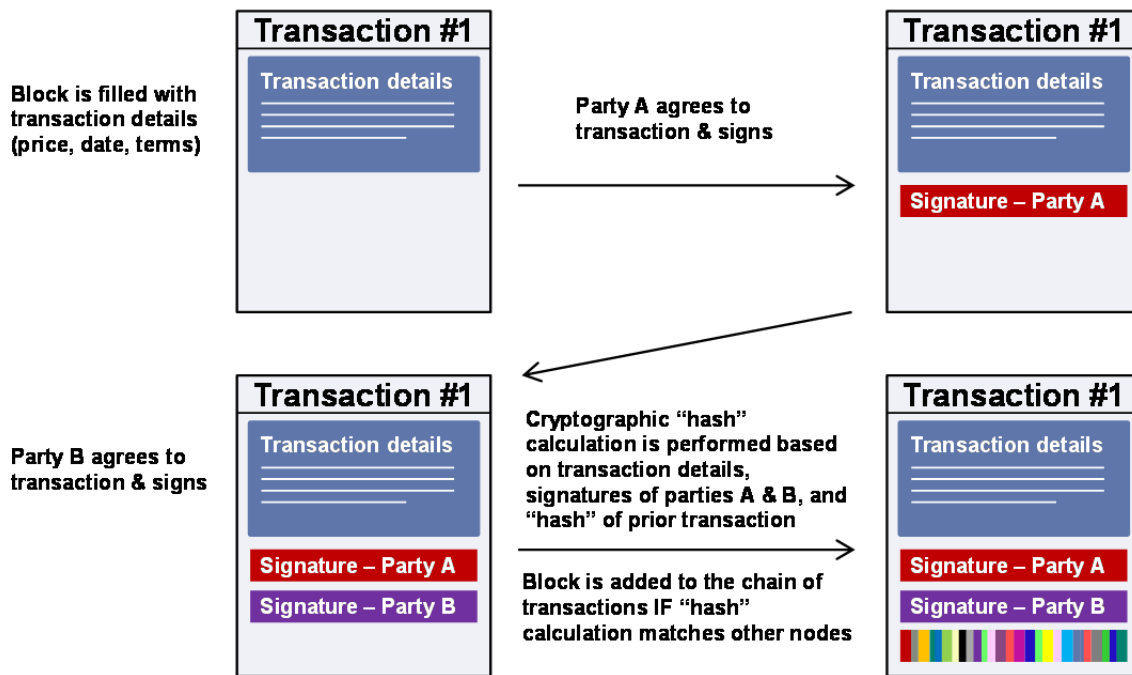 Transaction #1
Transaction details
Block is filled with
transaction details
(price, date, terms)
Party A agrees to
transaction & signs
Transaction #1
Transaction details
Signature – Party A
Transaction #1
Transaction details
Party B agrees to
transaction & signs
Signature – Party A
Signature – Party B
Cryptographic “hash”
calculation is performed based
on transaction details,
signatures of parties A & B, and
“hash” of prior transaction
Block is added to the chain of
transactions IF “hash”
calculation matches other nodes
Transaction #1
Transaction details
Signature – Party A
Signature – Party B